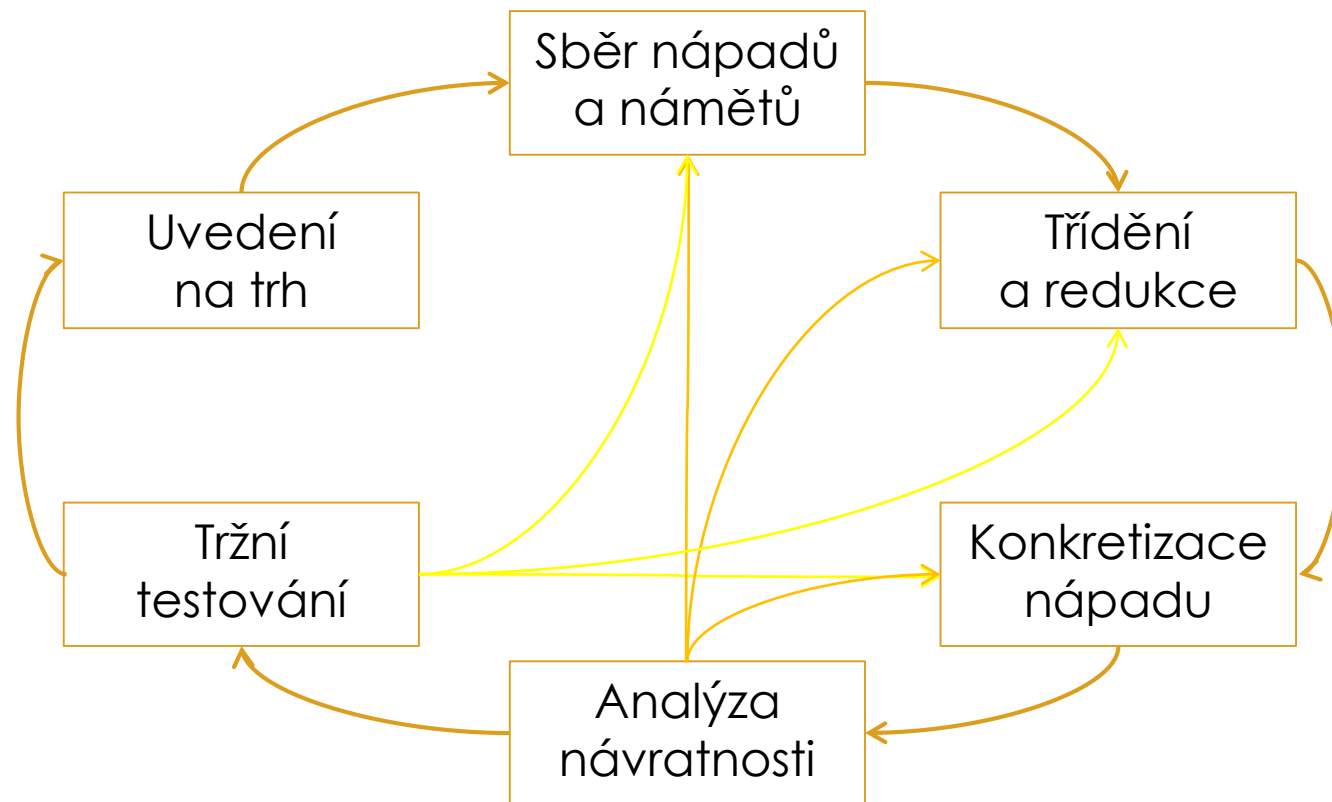 Sběr nápadů
a námětů
Uvedení
na trh
Třídění
a redukce
Tržní
testování
Konkretizace
nápadu
Analýza
návratnosti